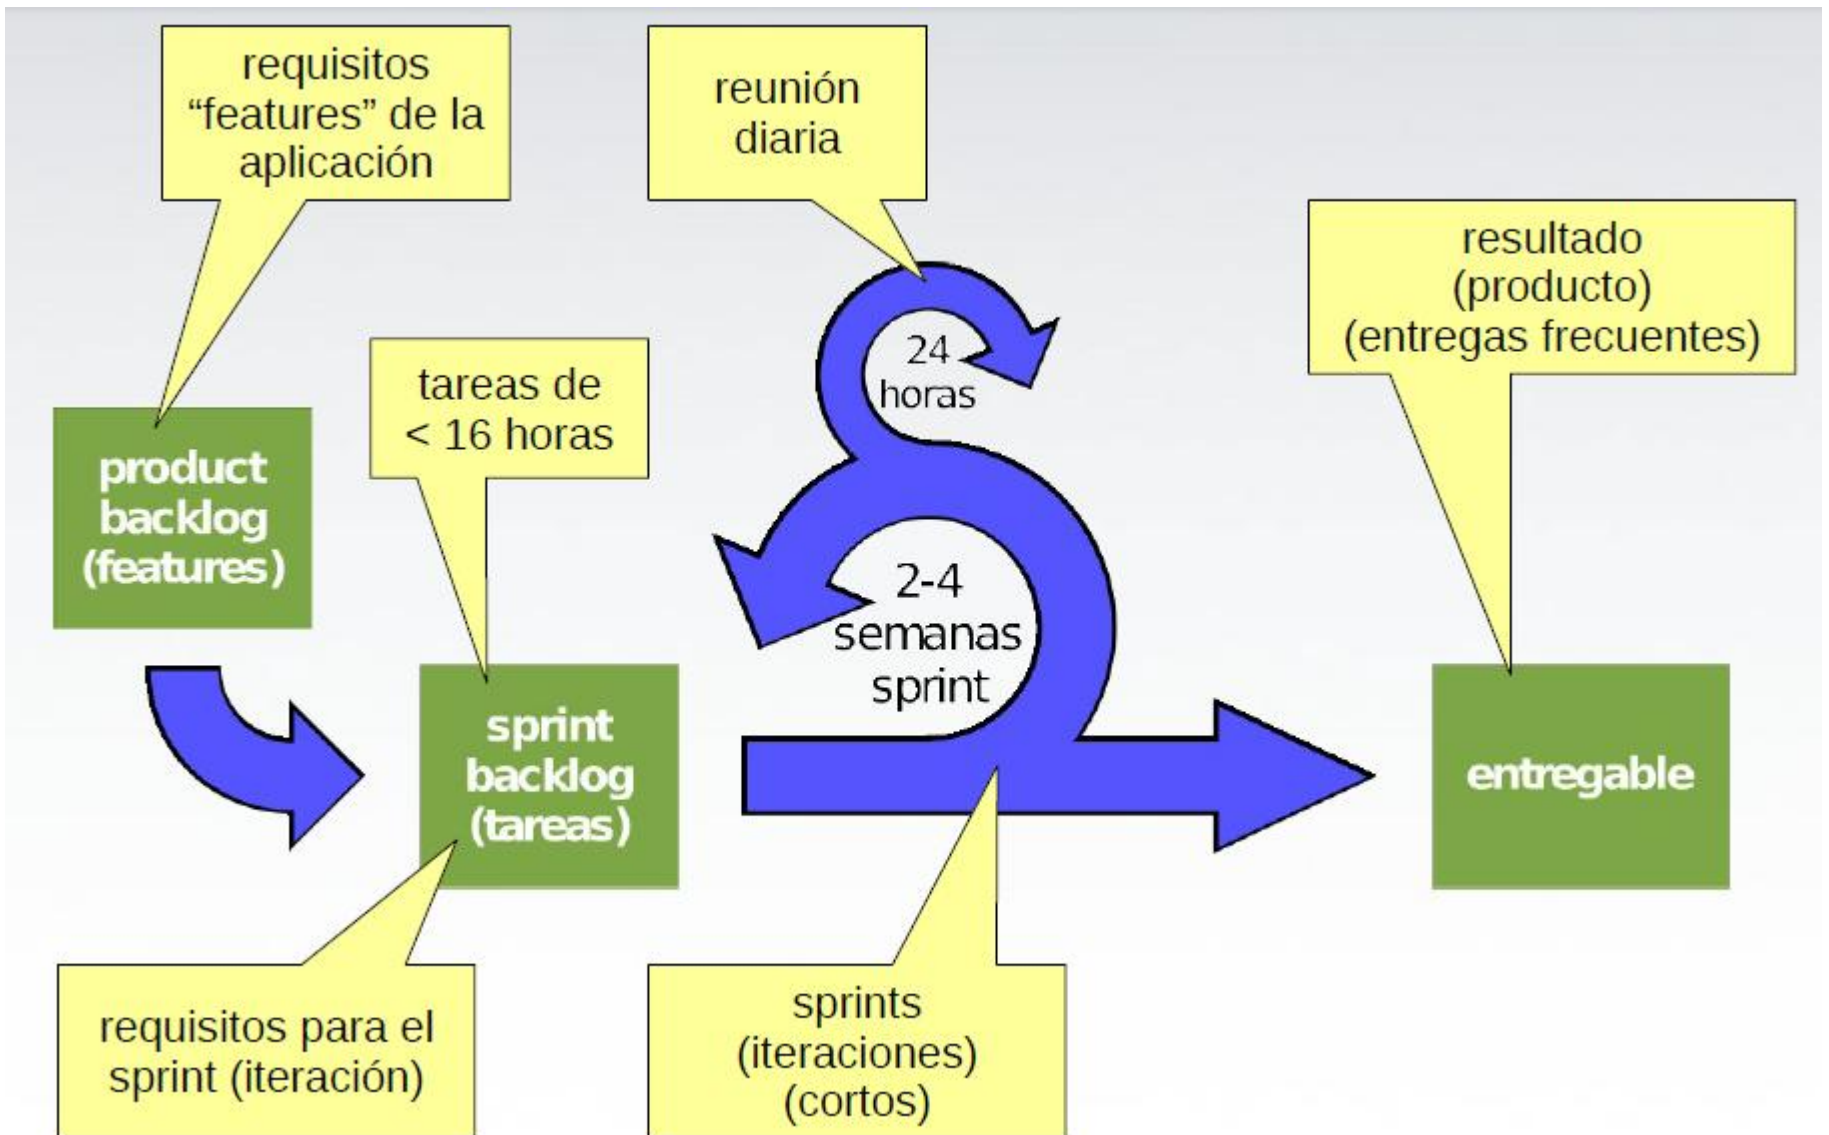 requisitos
“features” de la
aplicación
reunión
diaria
resultado
(producto)
(entregas frecuentes)
24
horas
tareas de
< 16 horas
product
backlog
(features)
2-4
semanas
sprint
sprint
backlog
(tareas)
entregable
requisitos para el
sprint (iteración)
sprints
(iteraciones)
(cortos)